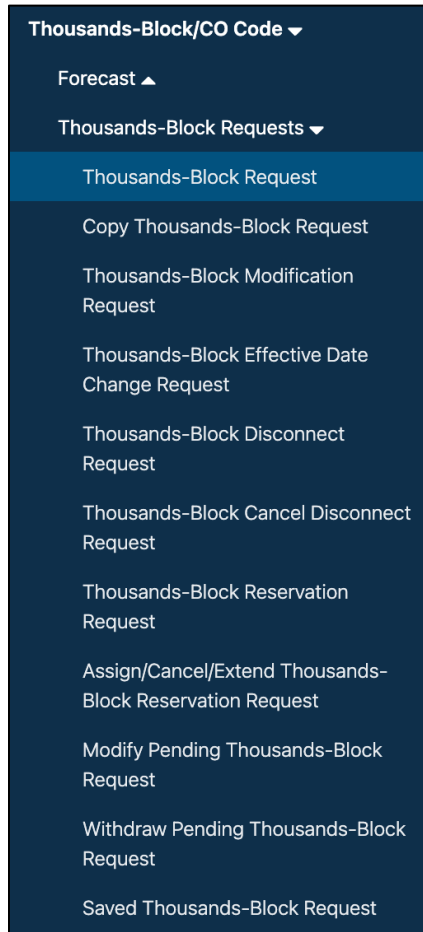 Thousands-Block/CO Code
Forecast
Thousands-Block Requests
Thousands-Block Request
Copy Thousands-Block Request
Thousands-Block Modification
Request
Thousands-Block Effective Date
Change Request
Thousands-Block Disconnect
Request
Thousands-Block Cancel Disconnect
Request
Thousands-Block Reservation
Request
Assign/Cancel/Extend Thousands-
Block Reservation Request
Modify Pending Thousands-Block
Request
Withdraw Pending Thousands-Block
Request
Saved Thousands-Block Request